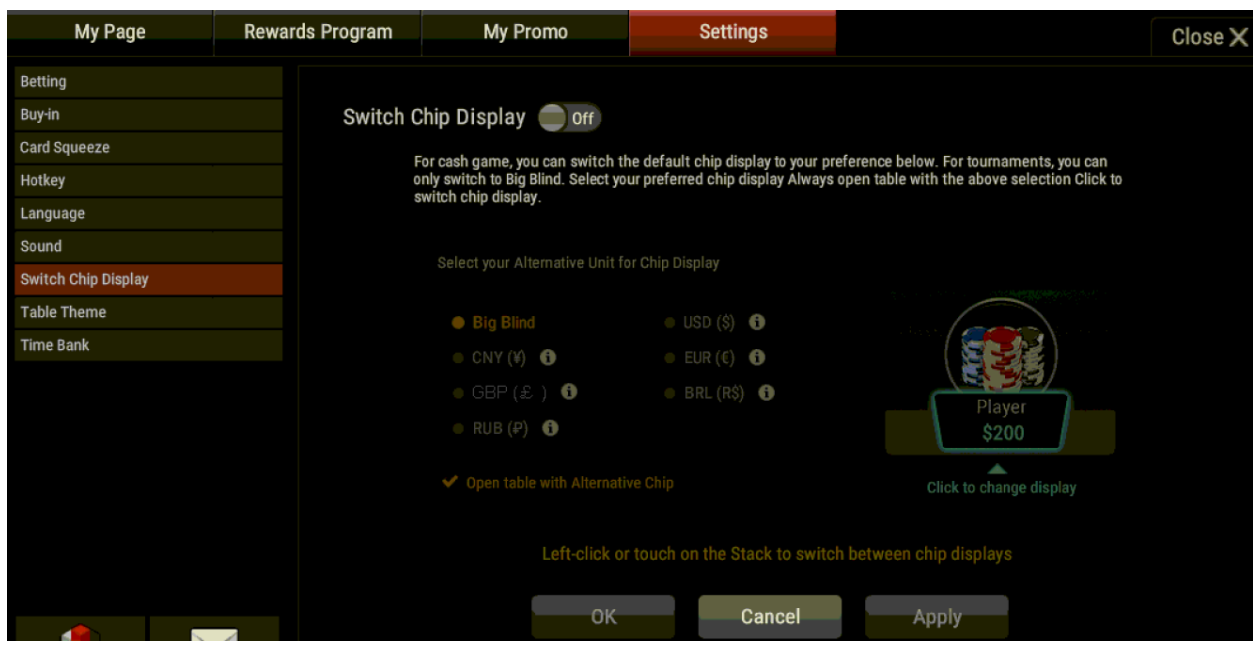 My Page
Rewards Program
My Promo
Settings
Close X
Betting
Buy-in
Card Squeeze
Hotkey
Language
Sound
Switch Chip Display
Table Theme
Time Bank
Switch Chip Display Off
For cash game, you can switch the default chip display to your preference below. For tournaments, you can
only switch to Big Blind. Select your preferred chip display Always open table with the above selection Click to
switch chip display.
Select your Alternative Unit for Chip Display
Big Blind
USD ($)
CNY (¥)
EUR (€)
GBP (£ )
BRL (R$)
RUB (₽)
Player
$200
Open table with Alternative Chip
Click to change display
Left-click or touch on the Stack to switch between chip displays
OK
Cancel
Apply